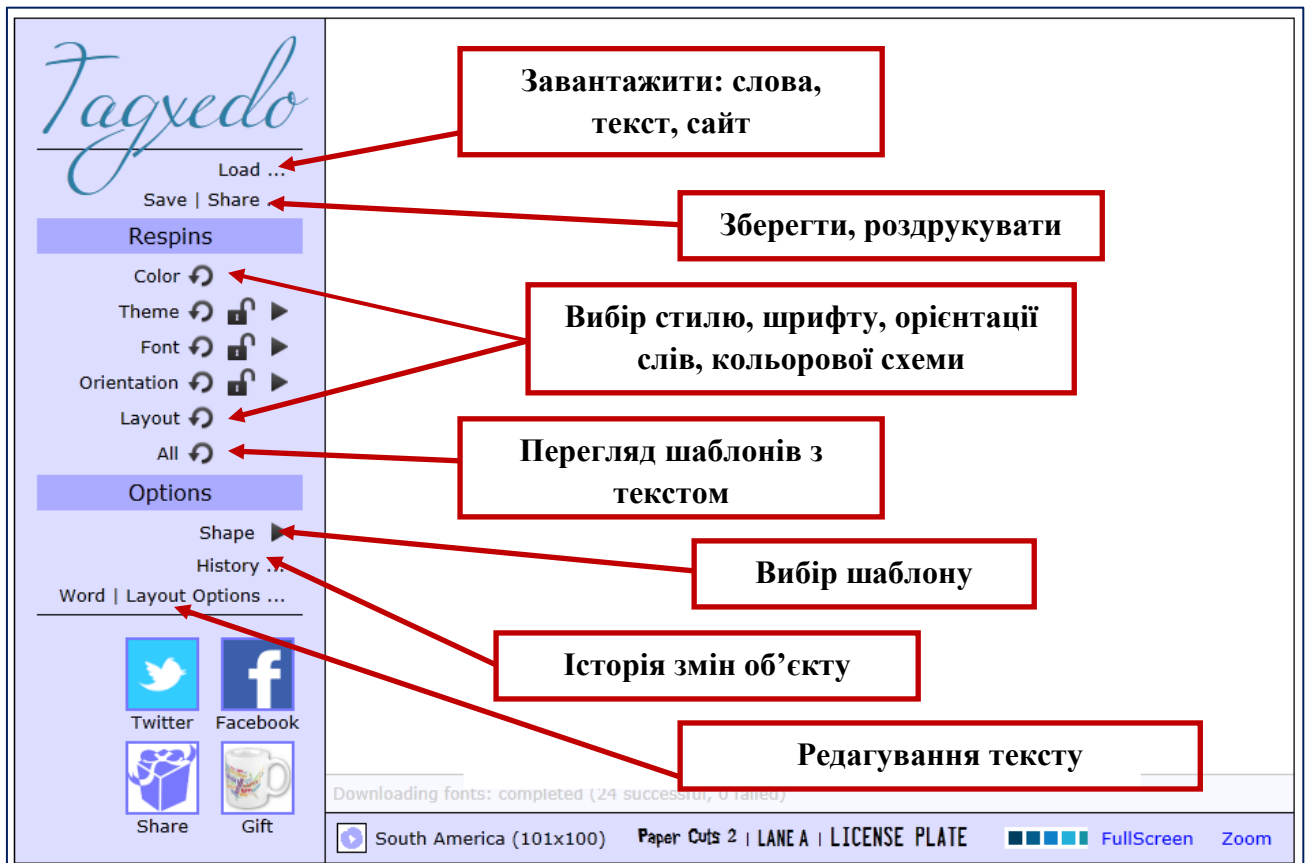 Tagxedo
Load ...
Save | Share .
Respins
Color
Theme
Font
Orientation
Layout
All
Options
Shape
History ...
Word | Layout Options ...
Twitter Facebook
Share Gift
Завантажити: слова,
текст, сайт
Зберегти, роздрукувати
Вибір стилю, шрифту, орієнтації
слів, кольорової схеми
Перегляд шаблонів з
текстом
Вибір шаблону
Історія змін об’єкту
Редагування тексту
Downloading fonts: completed (24 successful, 0 failed)
South America (101x100) Paper Cuts 2 | LANE A | LICENSE PLATE FullScreen Zoom